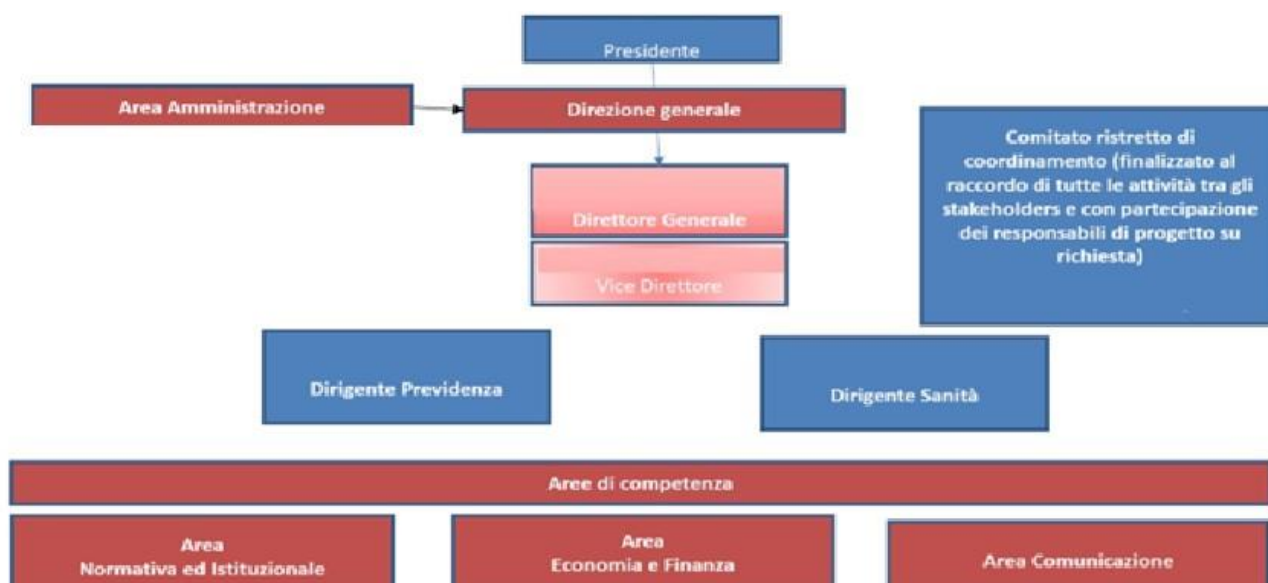 Presidente
Area Amministrazione
Direzione generale
Comitato ristretto di
coordinamento (finalizzato al
raccordo di tutte le attività tra gli
stakeholders e con partecipazione
dei responsabili di progetto su
richiesta)
Direttore Generale
Vice Direttore
Dirigente Previdenza
Dirigente Sanità
Aree di competenza
Area
Normativa ed Istituzionale
Area
Economia e Finanza
Area Comunicazione